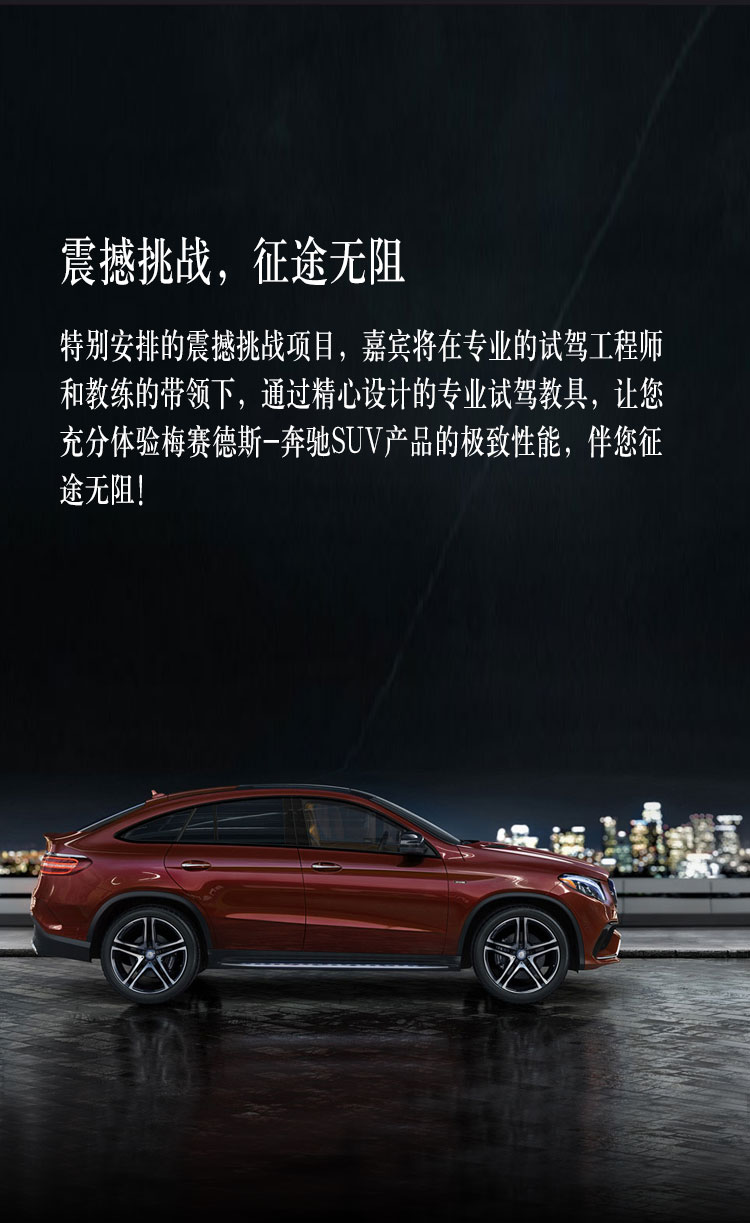 震撼挑战，征途无阻
特别安排的震撼挑战项目，嘉宾将在专业的试驾工程师
和教练的带领下，通过精心设计的专业试驾教具，让您
充分体验梅赛德斯-奔驰SUV产品的极致性能，伴您征
途无阻！